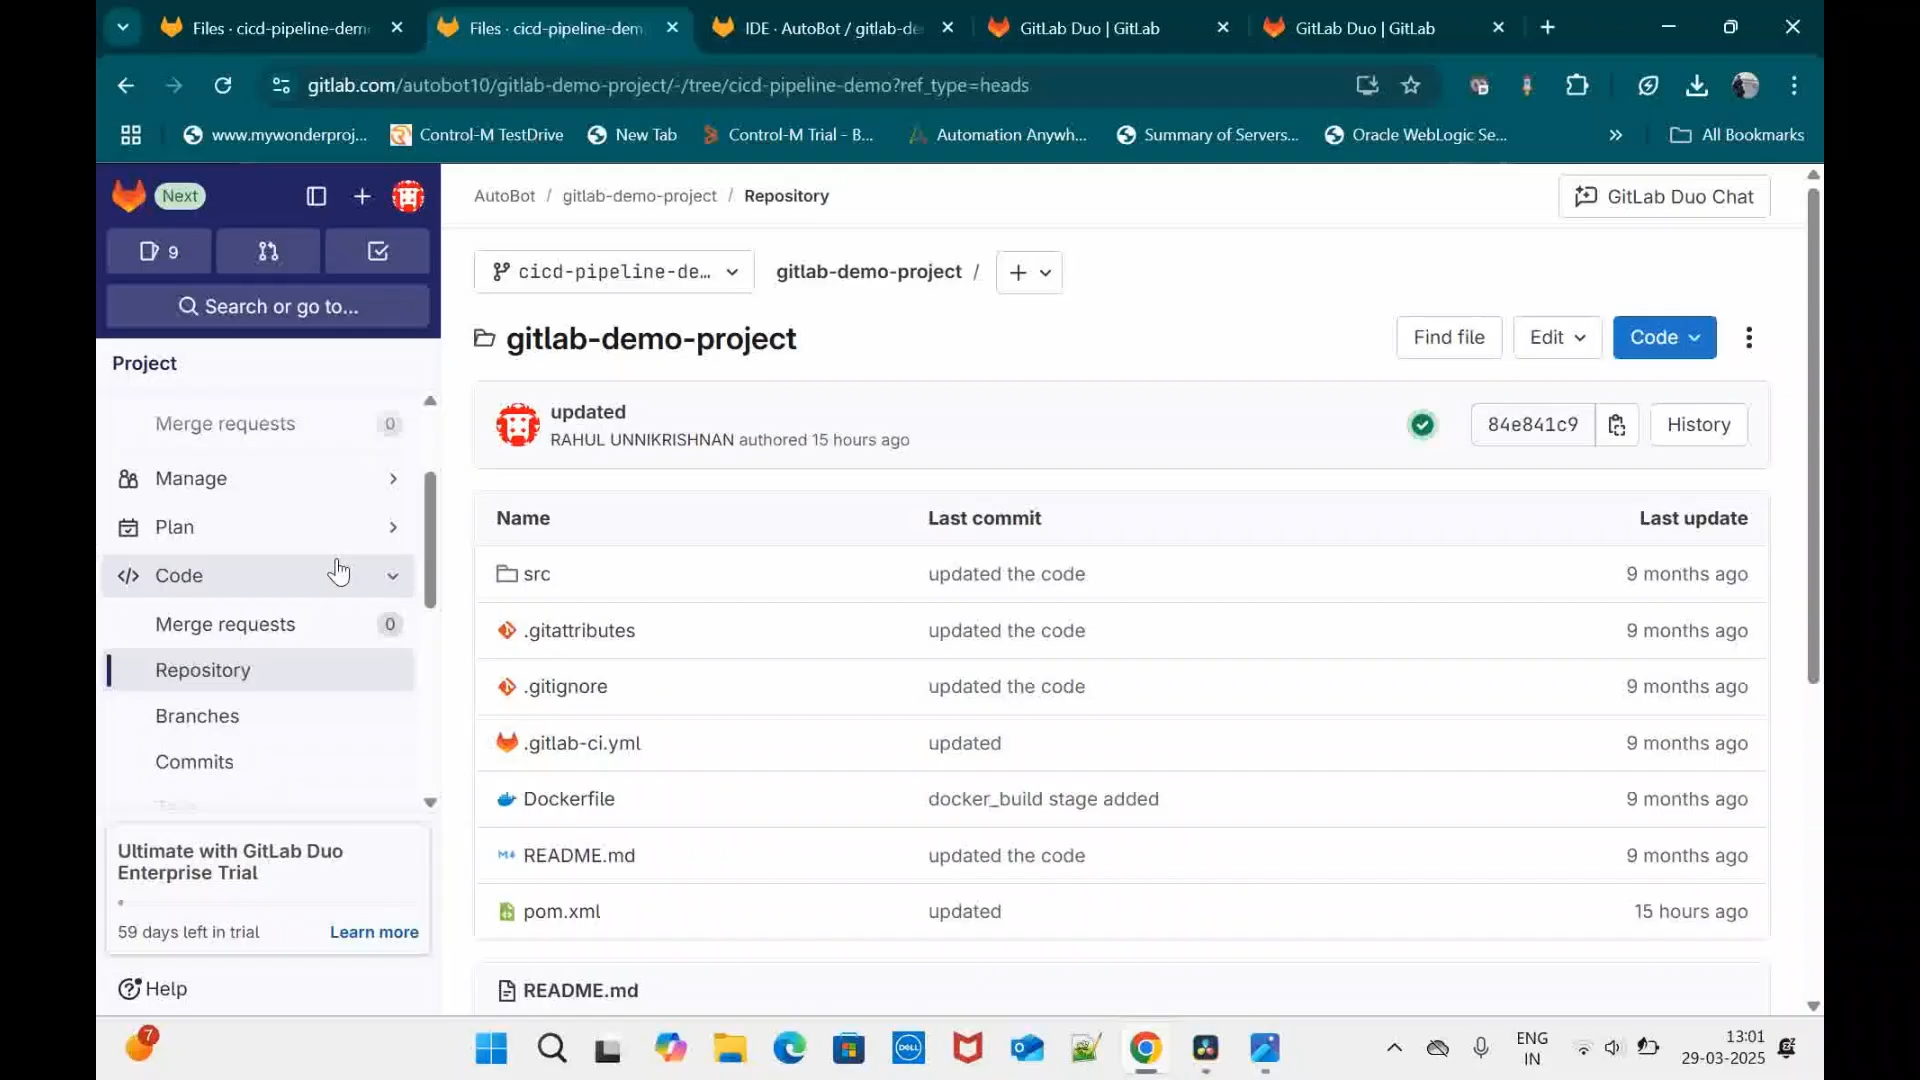 Files · cicd-pipeline-dem
Files · cicd-pipeline-dem
IDE · AutoBot / gitlab-de
GitLab Duo | GitLab
GitLab Duo | GitLab
gitlab.com/autobot10/gitlab-demo-project/-/tree/cicd-pipeline-demo?ref_type=heads
www.mywonderproj...
Control-M TestDrive
New Tab
Control-M Trial - B...
Automation Anywh...
Summary of Servers...
Oracle WebLogic Se...
»
All Bookmarks
Next
9
Search or go to...
Project
Merge requests 0
Manage
Plan
Code
Merge requests 0
Repository
Branches
Commits
Ultimate with GitLab Duo
Enterprise Trial
59 days left in trial
Learn more
Help
AutoBot / gitlab-demo-project / Repository
GitLab Duo Chat
cicd-pipeline-de...
gitlab-demo-project /
gitlab-demo-project
Find file
Edit
Code
updated
RAHUL UNNIKRISHNAN authored 15 hours ago
84e841c9
History
Name Last commit Last update
src updated the code 9 months ago
.gitattributes updated the code 9 months ago
.gitignore updated the code 9 months ago
.gitlab-ci.yml updated 9 months ago
Dockerfile docker_build stage added 9 months ago
README.md updated the code 9 months ago
pom.xml updated 15 hours ago
README.md
7
DELL
ENG
IN
13:01
29-03-2025